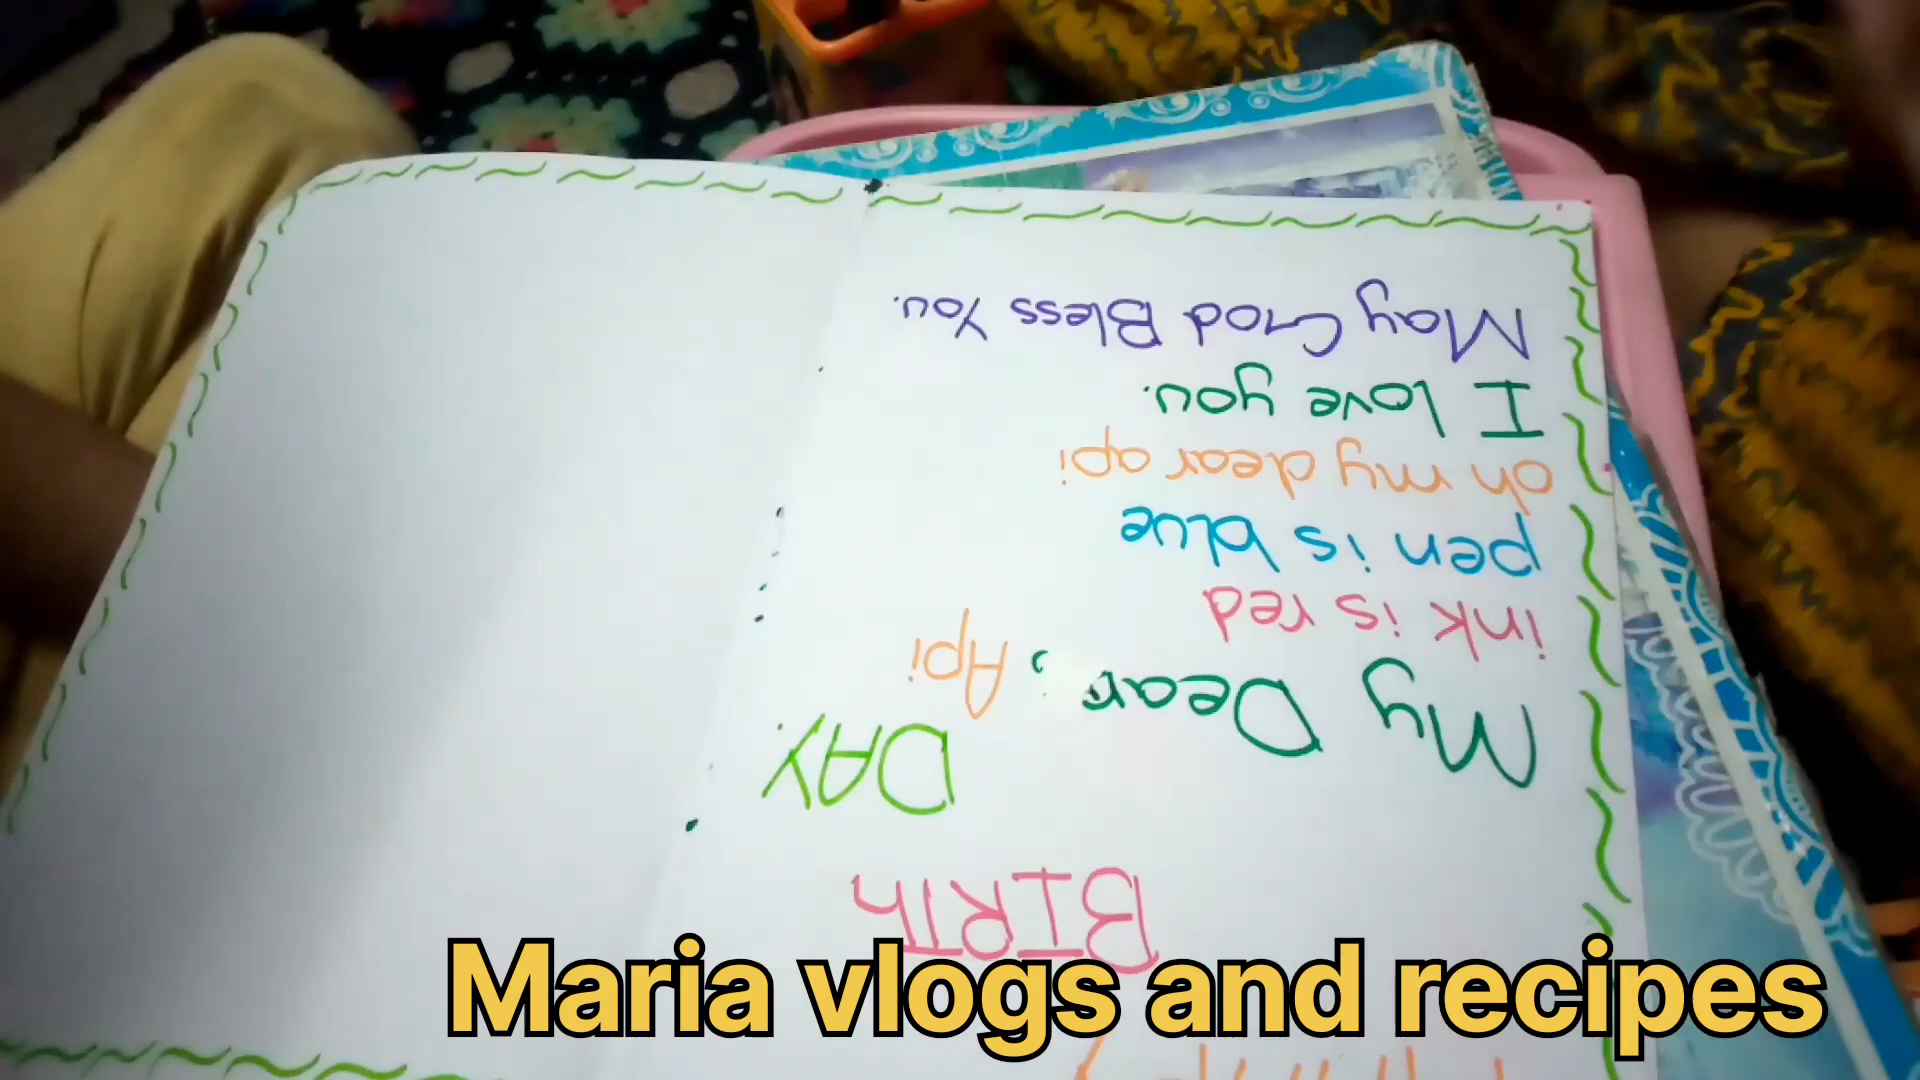 BIRTh
DAY.
My Dear, Api
ink is red
pen is blue
oh my dear api
I love you.
May God Bless You.
Maria vlogs and recipes